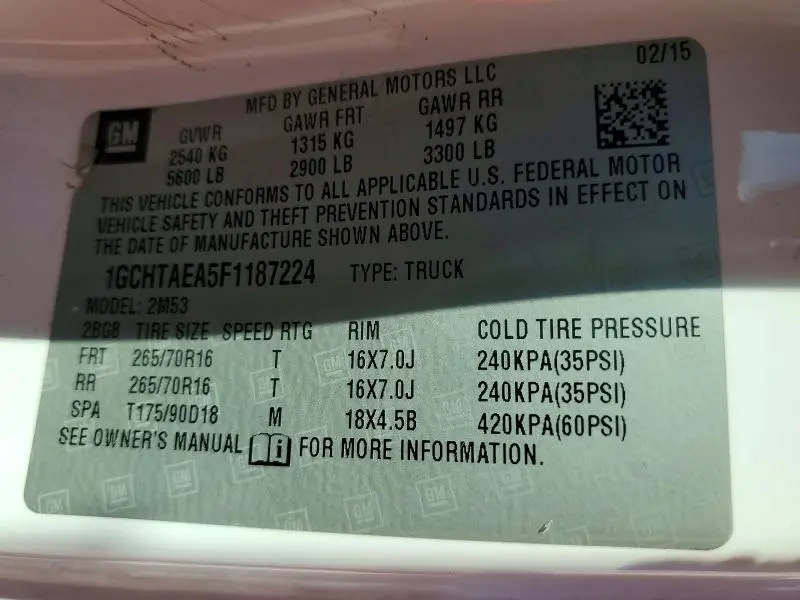 02/15
MFD BY GENERAL MOTORS LLC
GM
GVWR GAWR FRT GAWR RR
2540 KG 1315 KG 1497 KG
5600 LB 2900 LB 3300 LB
THIS VEHICLE CONFORMS TO ALL APPLICABLE U.S. FEDERAL MOTOR
VEHICLE SAFETY AND THEFT PREVENTION STANDARDS IN EFFECT ON
THE DATE OF MANUFACTURE SHOWN ABOVE.
1GCHTAEA5F1187224 TYPE: TRUCK
MODEL: 2M53
2BGB TIRE SIZE SPEED RTG RIM COLD TIRE PRESSURE
FRT 265/70R16 T 16X7.0J 240KPA(35PSI)
RR 265/70R16 T 16X7.0J 240KPA(35PSI)
SPA T175/90D18 M 18X4.5B 420KPA(60PSI)
SEE OWNER'S MANUAL i FOR MORE INFORMATION.